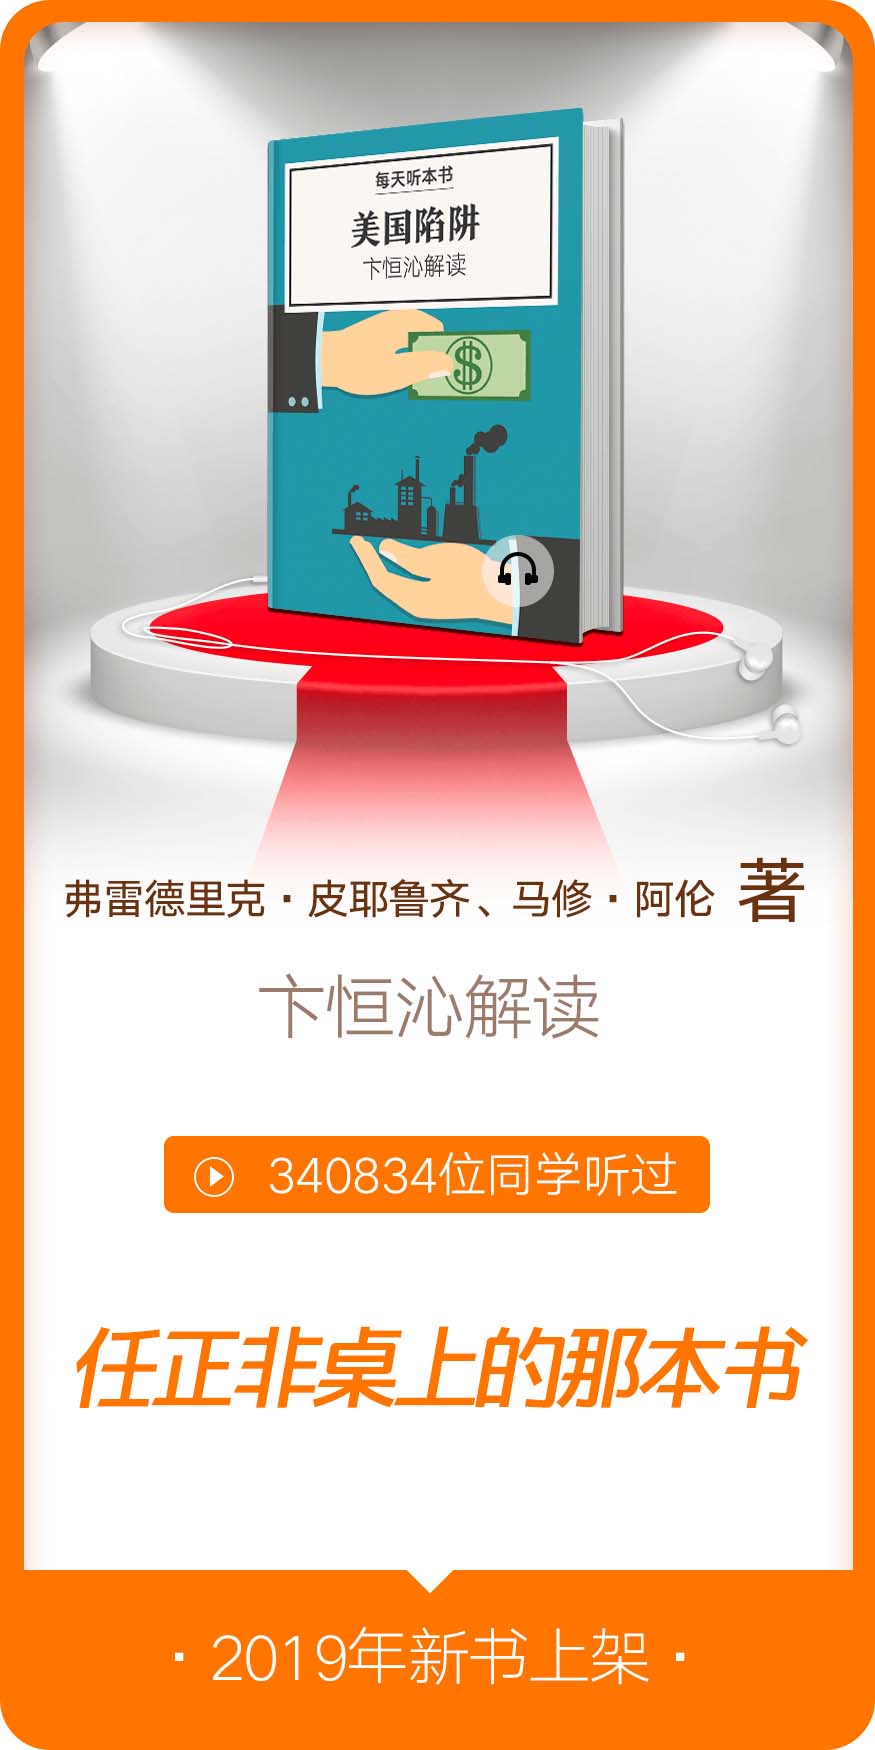 每天听本书
美国陷阱
卞恒沁解读
$
弗雷德里克·皮耶鲁齐、马修·阿伦 著
卞恒沁解读
340834位同学听过
任正非桌上的那本书
· 2019年新书上架 ·